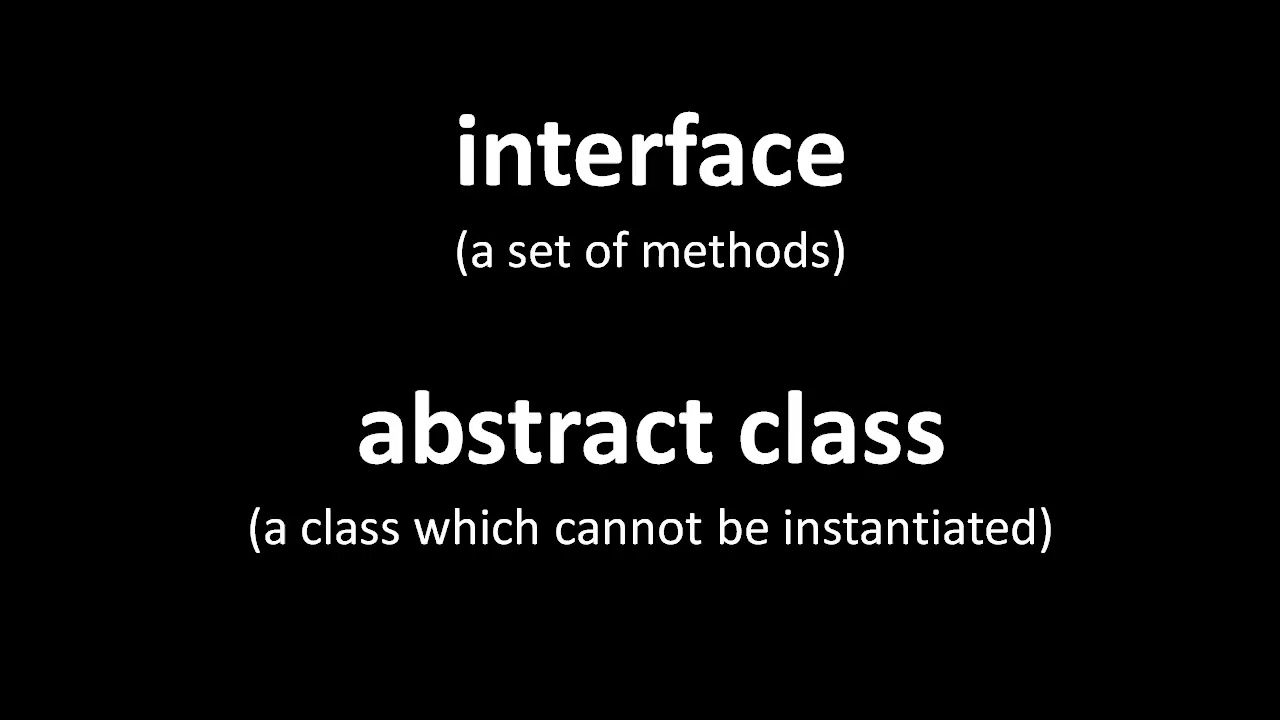 interface
(a set of methods)
abstract class
(a class which cannot be instantiated)